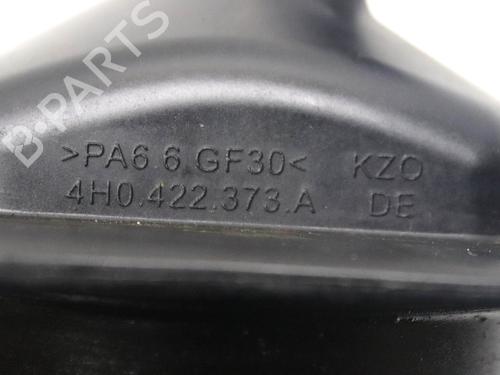 B-PARTS
>PA6.6 GF30< KZO
4H0.422.373.A DE